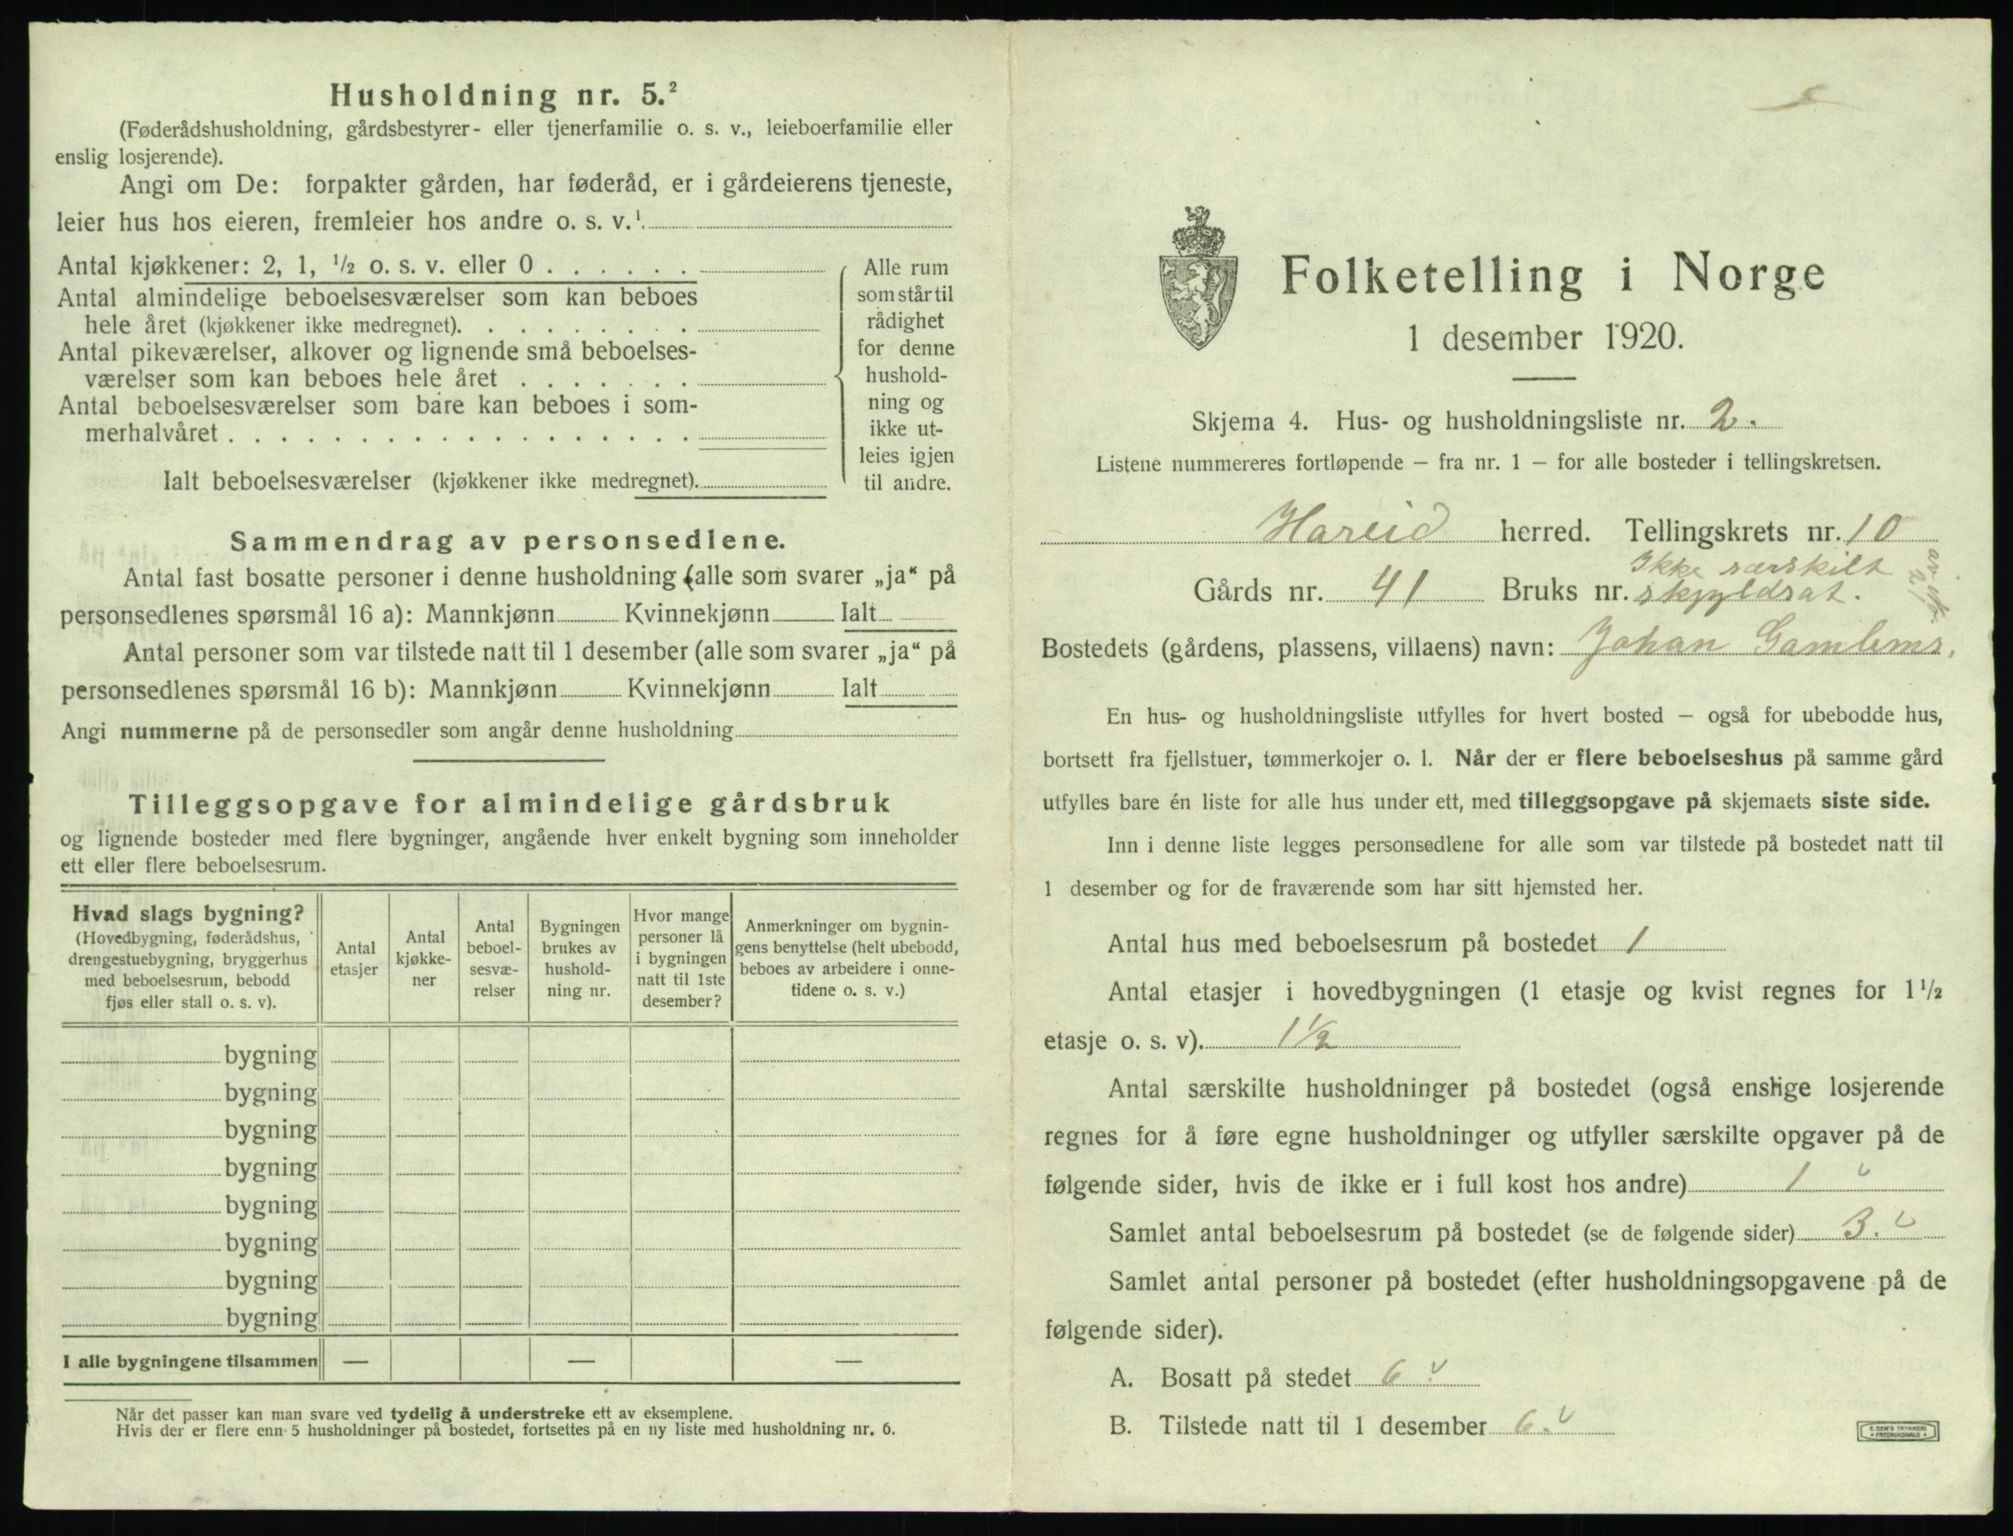 Husholdning nr. 5.²
(Føderådshusholdning, gårdsbestyrer- eller tjenerfamilie o. s. v., leieboerfamilie eller
enslig losjerende).
Angi om De: forpakter gården, har føderåd, er i gårdeierens tjeneste,
leier hus hos eieren, fremleier hos andre o. s. v.¹
Antal kjøkkener: 2, 1, ½ o. s. v. eller 0
Antal almindelige beboelsesværelser som kan beboes
hele året (kjøkkener ikke medregnet).
Antal pikeværelser, alkover og lignende små beboelses-
værelser som kan beboes hele året
Antal beboelsesværelser som bare kan beboes i som-
merhalvåret
Ialt beboelsesværelser (kjøkkener ikke medregnet).
Alle rum
som står til
rådighet
for denne
hushold-
ning og
ikke ut-
leies igjen
til andre.
Sammendrag av personsedlene.
Antal fast bosatte personer i denne husholdning (alle som svarer „ja“ på
personsedlenes spørsmål 16 a): Mannkjønn Kvinnekjønn Ialt
Antal personer som var tilstede natt til 1 desember (alle som svarer „ja“ på
personsedlenes spørsmål 16 b): Mannkjønn Kvinnekjønn Ialt
Angi nummerne på de personsedler som angår denne husholdning
Tilleggsopgave for almindelige gårdsbruk
og lignende bosteder med flere bygninger, angående hver enkelt bygning som inneholder
ett eller flere beboelsesrum.
Hvad slags bygning?
(Hovedbygning, føderådshus,
drengestuebygning, bryggerhus
med beboelsesrum, bebodd
fjøs eller stall o. s. v).
Antal
etasjer
Antal
kjøkke-
ner
Antal
beboel-
sesvæ-
relser
Bygningen
brukes av
hushold-
ning nr.
Hvor mange
personer lå
i bygningen
natt til 1ste
desember?
Anmerkninger om bygnin-
gens benyttelse (helt ubebodd,
beboes av arbeidere i onne-
tidene o. s. v.)
bygning
bygning
bygning
bygning
bygning
bygning
bygning
bygning
I alle bygningene tilsammen — — —
Når det passer kan man svare ved tydelig å understreke ett av eksemplene.
Hvis der er flere enn 5 husholdninger på bostedet, fortsettes på en ny liste med husholdning nr. 6.
Folketelling i Norge
1 desember 1920.
Skjema 4. Hus- og husholdningsliste nr. 2.
Listene nummereres fortløpende — fra nr. 1 — for alle bosteder i tellingskretsen.
Hareid herred. Tellingskrets nr. 10
Ikke særskilt
Gårds nr. 41 Bruks nr. skyldsat.
Bostedets (gårdens, plassens, villaens) navn: Johan Gamlems.
En hus- og husholdningsliste utfylles for hvert bosted — også for ubebodde hus,
bortsett fra fjellstuer, tømmerkojer o. l. Når der er flere beboelseshus på samme gård
utfylles bare én liste for alle hus under ett, med tilleggsopgave på skjemaets siste side.
Inn i denne liste legges personsedlene for alle som var tilstede på bostedet natt til
1 desember og for de fraværende som har sitt hjemsted her.
Antal hus med beboelsesrum på bostedet 1
Antal etasjer i hovedbygningen (1 etasje og kvist regnes for 1½
etasje o. s. v). 1½
Antal særskilte husholdninger på bostedet (også enslige losjerende
regnes for å føre egne husholdninger og utfyller særskilte opgaver på de
følgende sider, hvis de ikke er i full kost hos andre) 1
Samlet antal beboelsesrum på bostedet (se de følgende sider) 3.
Samlet antal personer på bostedet (efter husholdningsopgavene på de
følgende sider).
A. Bosatt på stedet 6
B. Tilstede natt til 1 desember 6.